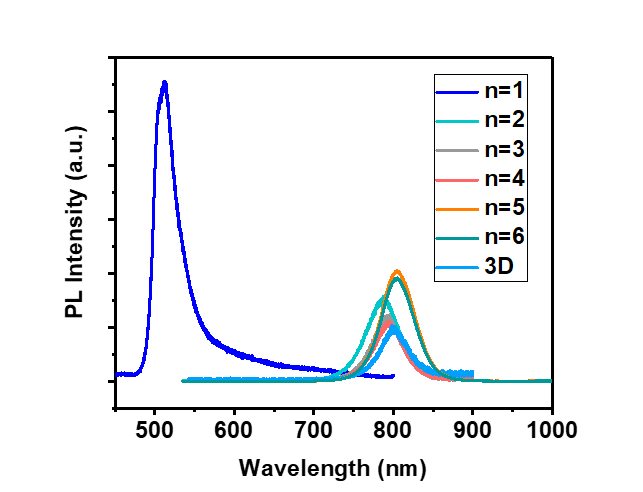 PL Intensity (a.u.)
n=1
n=2
n=3
n=4
n=5
n=6
3D
500 600 700 800 900 1000
Wavelength (nm)